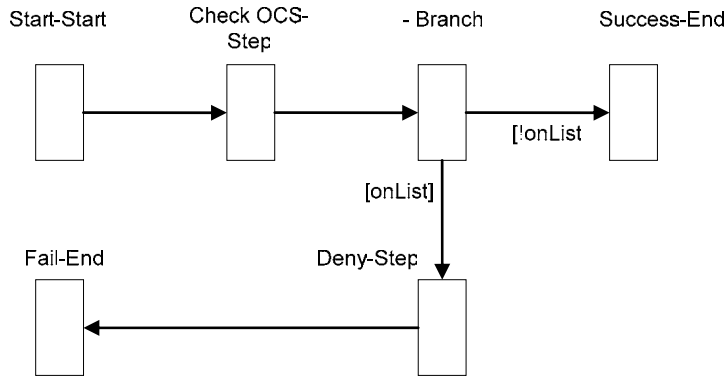 Start-Start
Check OCS-
Step
- Branch
Success-End
[!onList
[onList]
Fail-End
Deny-Step